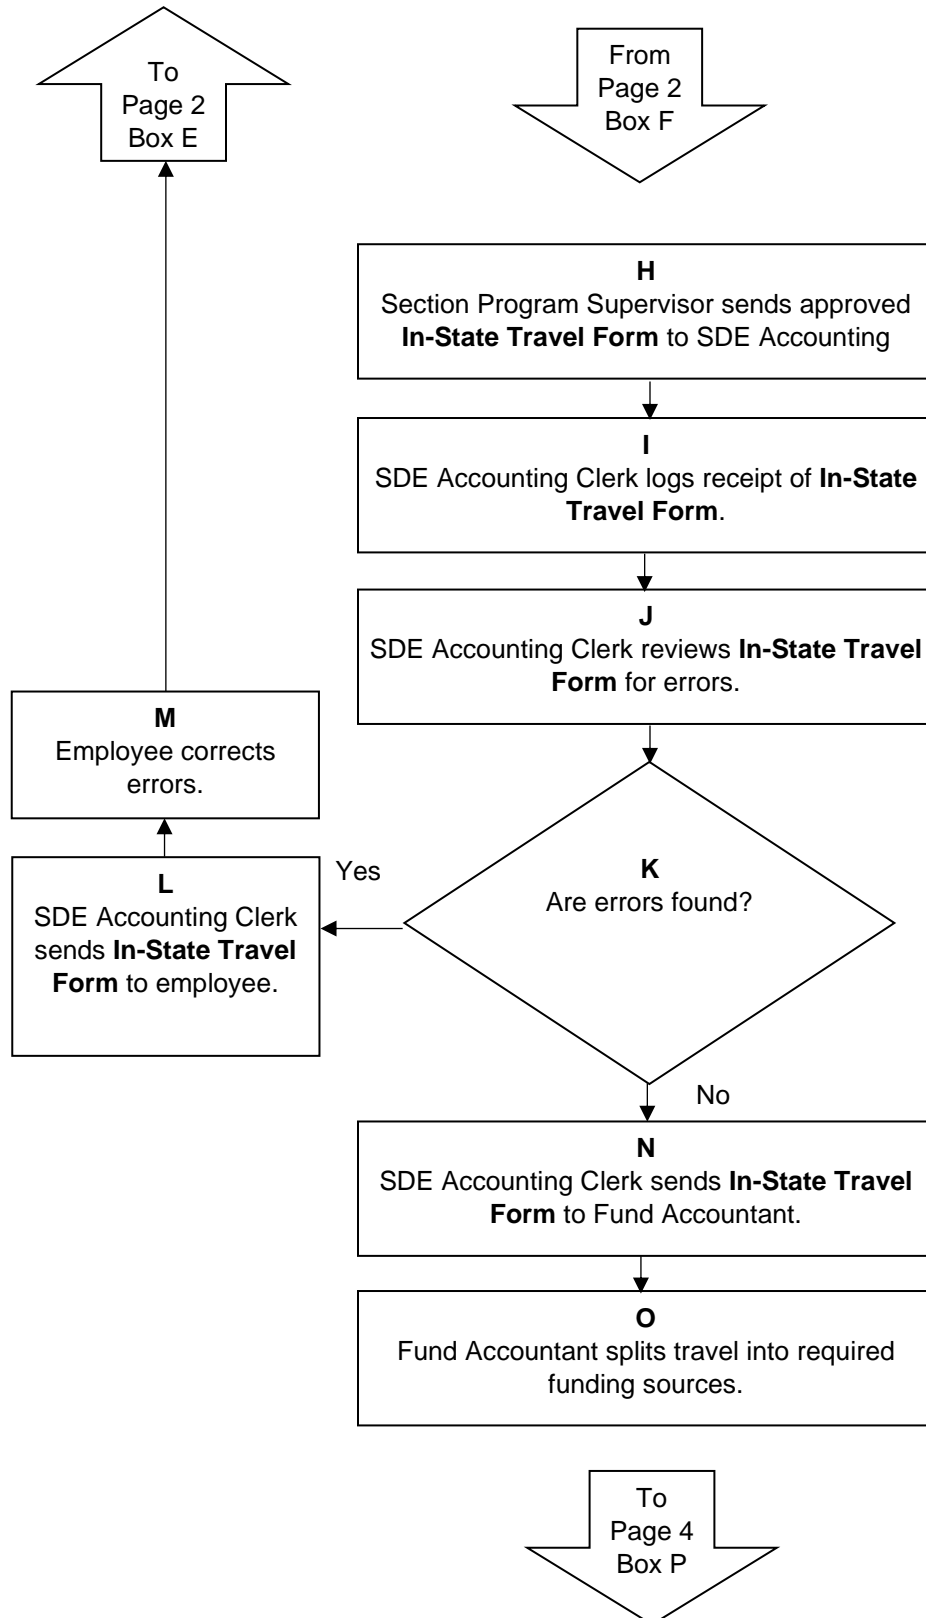 To
Page 2
Box E
From
Page 2
Box F
H
Section Program Supervisor sends approved
In-State Travel Form to SDE Accounting
I
SDE Accounting Clerk logs receipt of In-State
Travel Form.
J
SDE Accounting Clerk reviews In-State Travel
Form for errors.
M
Employee corrects
errors.
K
Are errors found?
Yes
L
SDE Accounting Clerk
sends In-State Travel
Form to employee.
No
N
SDE Accounting Clerk sends In-State Travel
Form to Fund Accountant.
O
Fund Accountant splits travel into required
funding sources.
To
Page 4
Box P